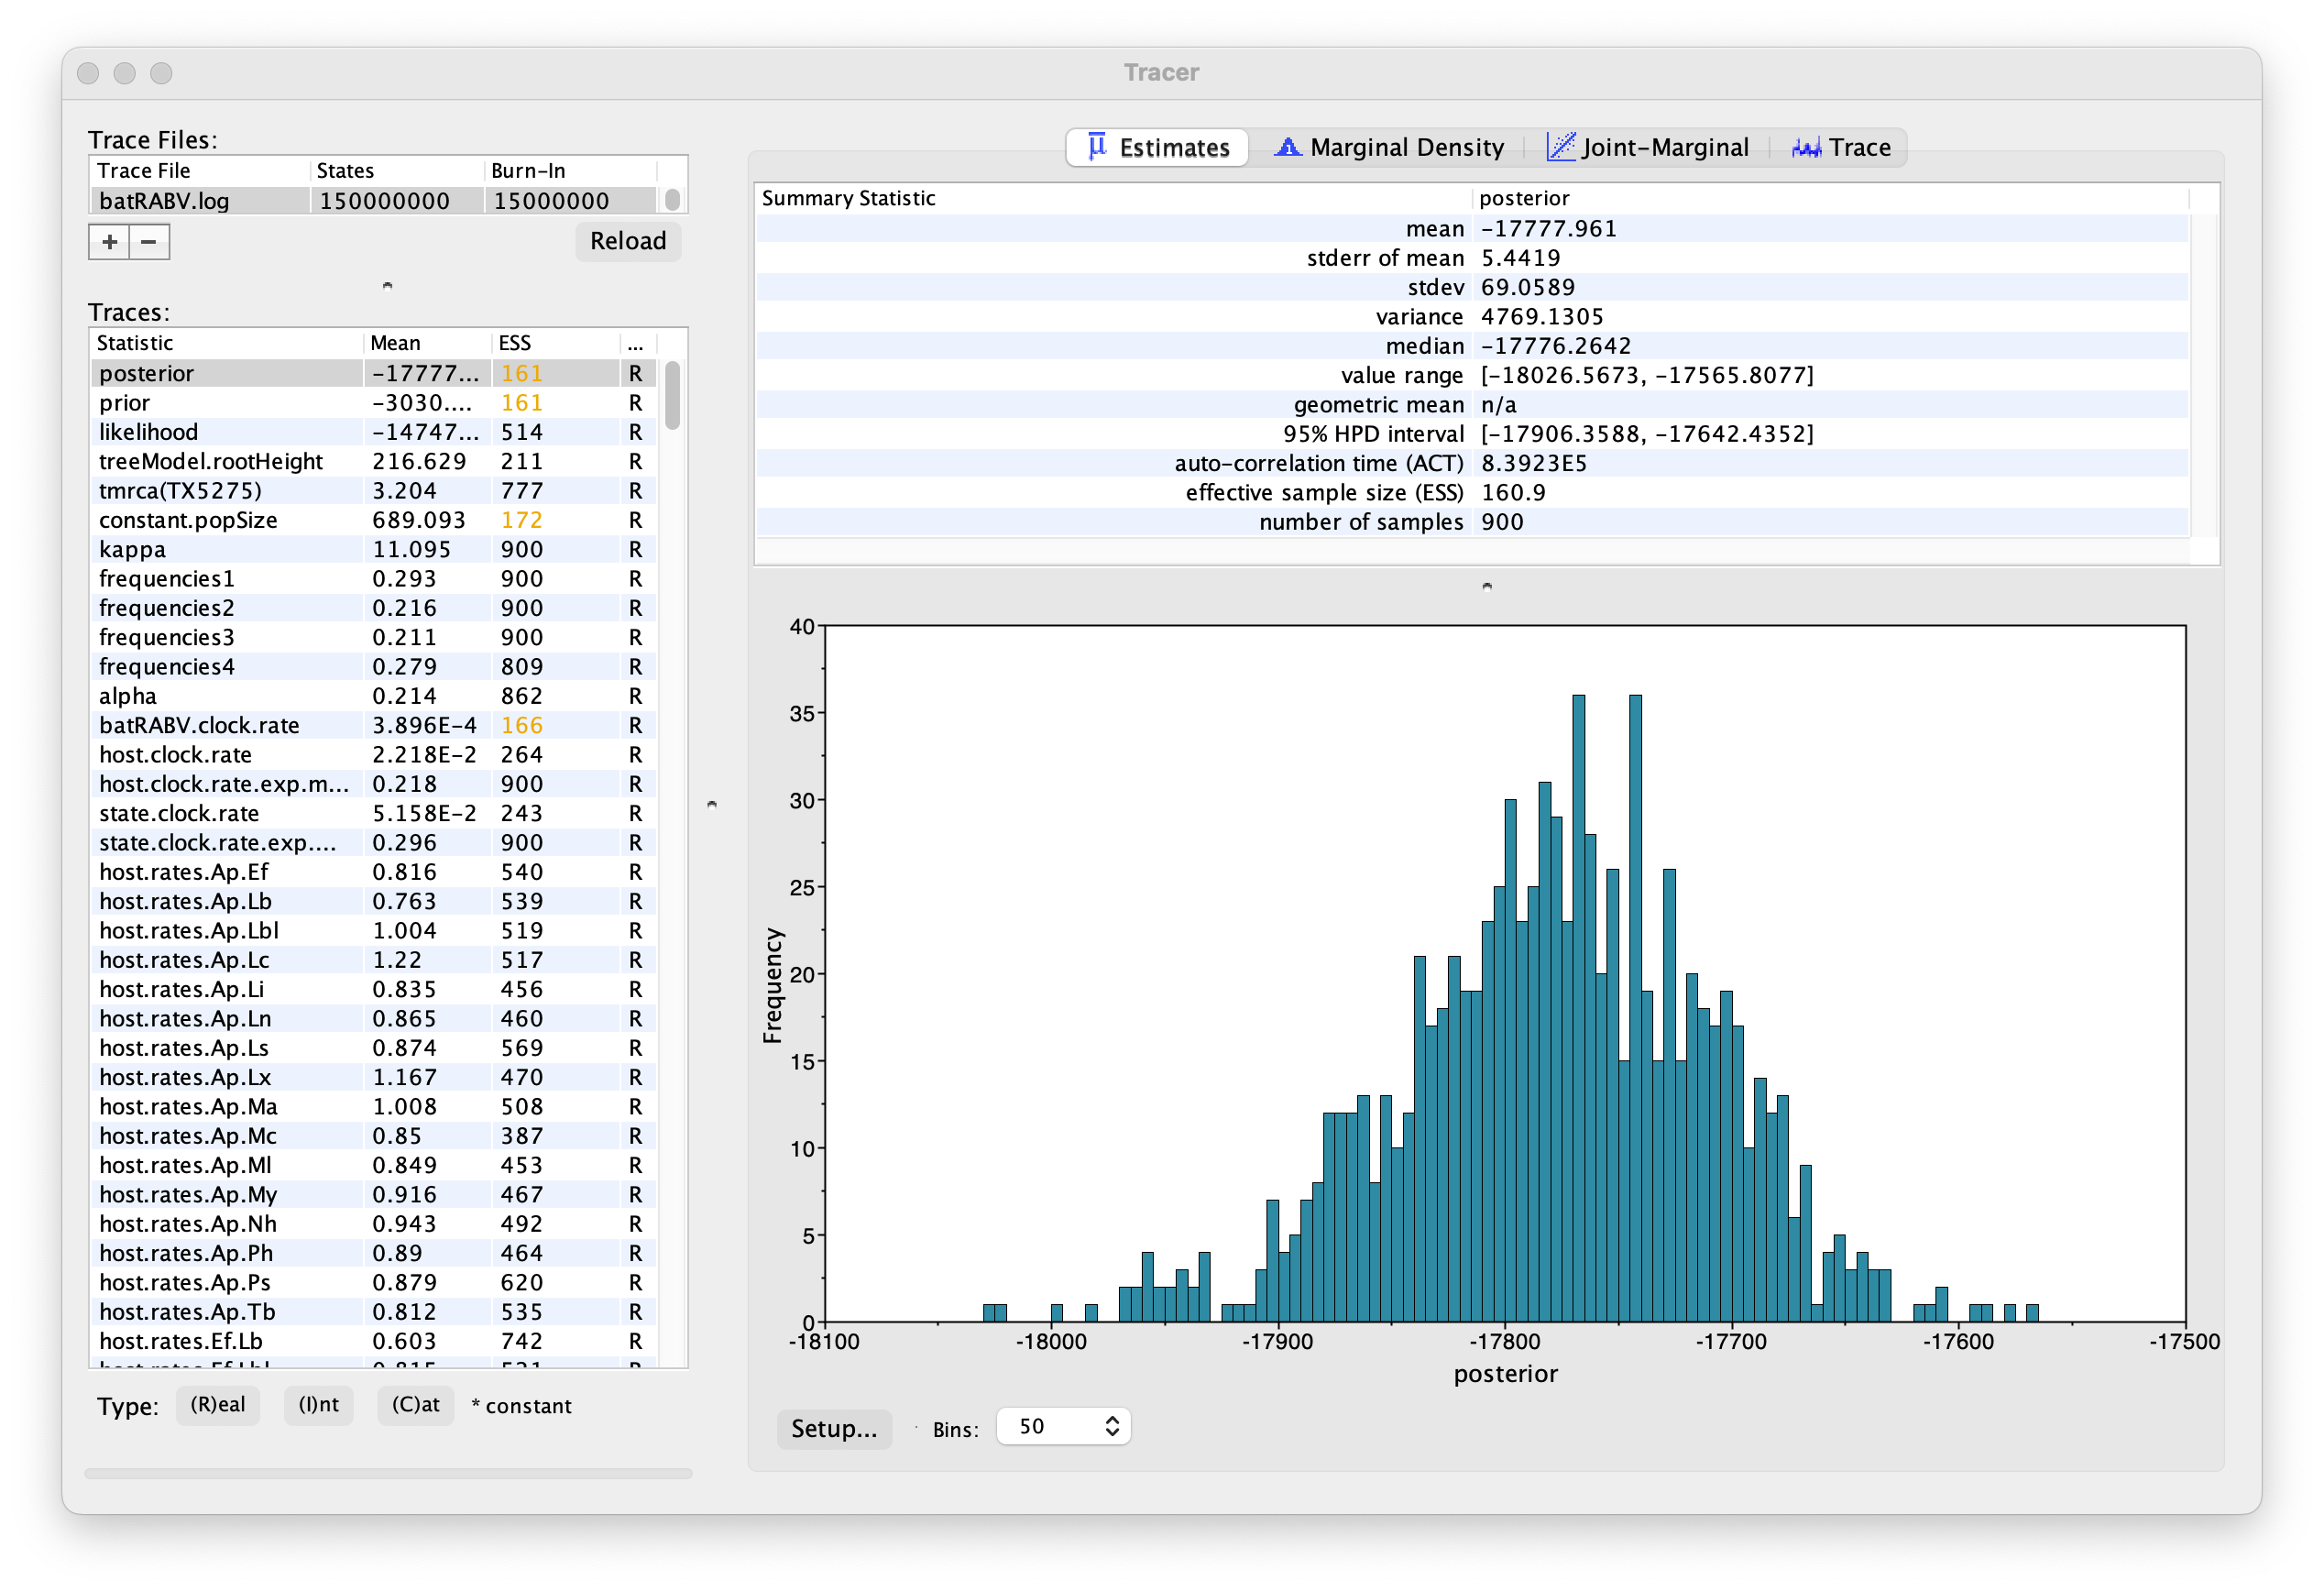 Tracer
Trace Files:
Trace File States Burn-In
batRABV.log 150000000 15000000
+ − Reload
Traces:
Statistic Mean ESS ...
posterior −17777... 161 R
prior −3030.... 161 R
likelihood −14747... 514 R
treeModel.rootHeight 216.629 211 R
tmrca(TX5275) 3.204 777 R
constant.popSize 689.093 172 R
kappa 11.095 900 R
frequencies1 0.293 900 R
frequencies2 0.216 900 R
frequencies3 0.211 900 R
frequencies4 0.279 809 R
alpha 0.214 862 R
batRABV.clock.rate 3.896E−4 166 R
host.clock.rate 2.218E−2 264 R
host.clock.rate.exp.m... 0.218 900 R
state.clock.rate 5.158E−2 243 R
state.clock.rate.exp.... 0.296 900 R
host.rates.Ap.Ef 0.816 540 R
host.rates.Ap.Lb 0.763 539 R
host.rates.Ap.Lbl 1.004 519 R
host.rates.Ap.Lc 1.22 517 R
host.rates.Ap.Li 0.835 456 R
host.rates.Ap.Ln 0.865 460 R
host.rates.Ap.Ls 0.874 569 R
host.rates.Ap.Lx 1.167 470 R
host.rates.Ap.Ma 1.008 508 R
host.rates.Ap.Mc 0.85 387 R
host.rates.Ap.Ml 0.849 453 R
host.rates.Ap.My 0.916 467 R
host.rates.Ap.Nh 0.943 492 R
host.rates.Ap.Ph 0.89 464 R
host.rates.Ap.Ps 0.879 620 R
host.rates.Ap.Tb 0.812 535 R
host.rates.Ef.Lb 0.603 742 R
Type: (R)eal (I)nt (C)at * constant
Estimates Marginal Density Joint-Marginal Trace
Summary Statistic posterior
mean −17777.961
stderr of mean 5.4419
stdev 69.0589
variance 4769.1305
median −17776.2642
value range [−18026.5673, −17565.8077]
geometric mean n/a
95% HPD interval [−17906.3588, −17642.4352]
auto-correlation time (ACT) 8.3923E5
effective sample size (ESS) 160.9
number of samples 900
40
35
30
25
20
15
10
5
0
Frequency
-18100 -18000 -17900 -17800 -17700 -17600 -17500
posterior
Setup... Bins: 50